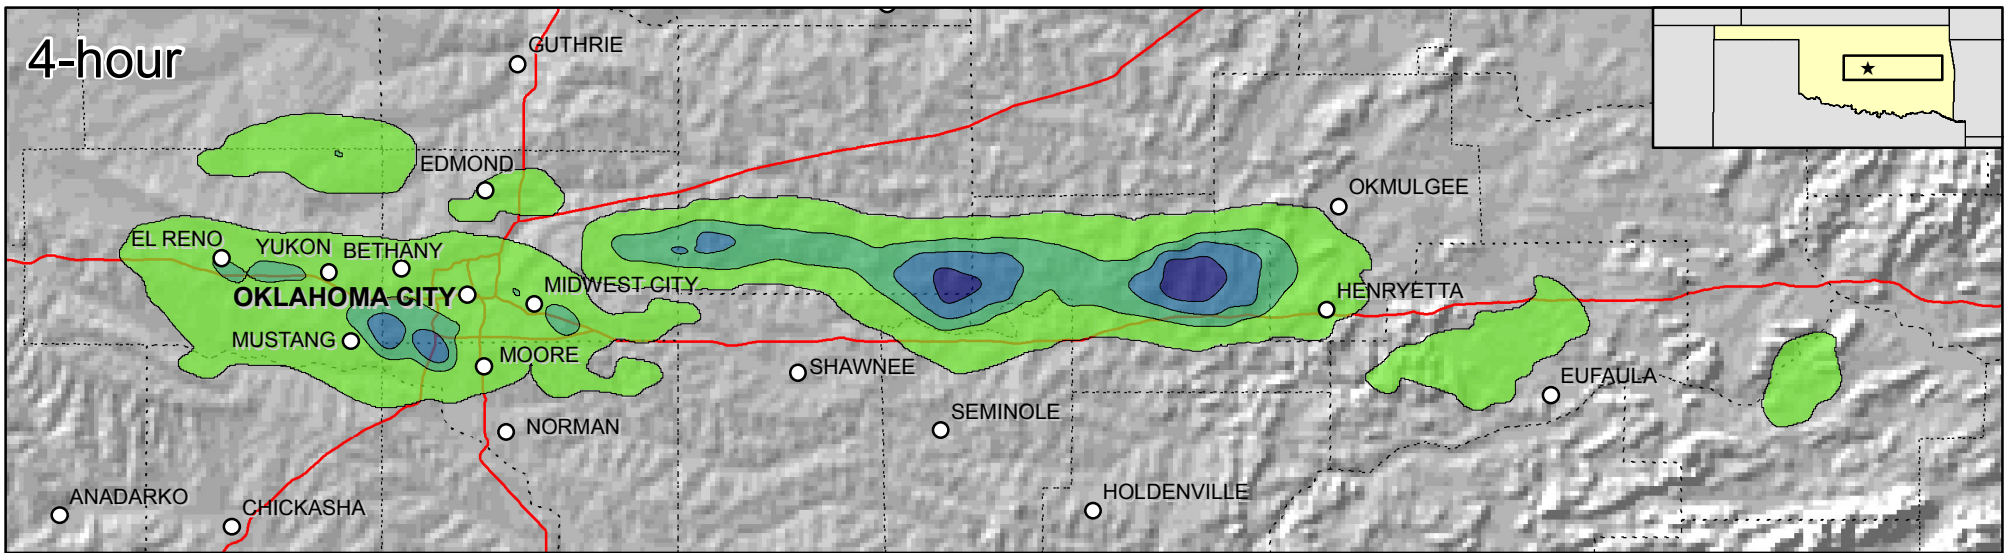 4-hour
GUTHRIE
EDMOND
OKMULGEE
EL RENO
YUKON
BETHANY
OKLAHOMA CITY
MIDWEST CITY
HENRYETTA
MUSTANG
MOORE
SHAWNEE
EUFAULA
SEMINOLE
NORMAN
ANADARKO
CHICKASHA
HOLDENVILLE